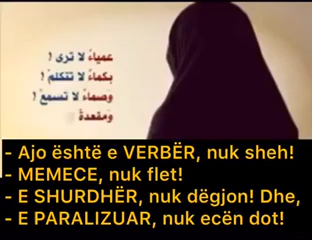 عمياءً لا ترى !
بكماءً لا تتكلم !
وصماءً لا تسمع !
ومقعدة
- Ajo është e VERBËR, nuk sheh!
- MEMECE, nuk flet!
- E SHURDHËR, nuk dëgjon! Dhe,
- E PARALIZUAR, nuk ecën dot!